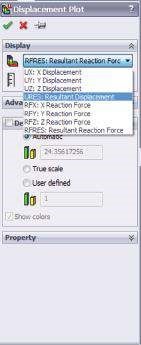 Displacement Plot ?
Display
RFRES: Resultant Reaction Forc
UX: X Displacement
UY: Y Displacement
UZ: Z Displacement
URES: Resultant Displacement
RFX: X Reaction Force
Adva
RFY: Y Reaction Force
RFZ: Z Reaction Force
De
RFRES: Resultant Reaction Force
Automatic
24.35617256
True scale
User defined
1
Show colors
Property